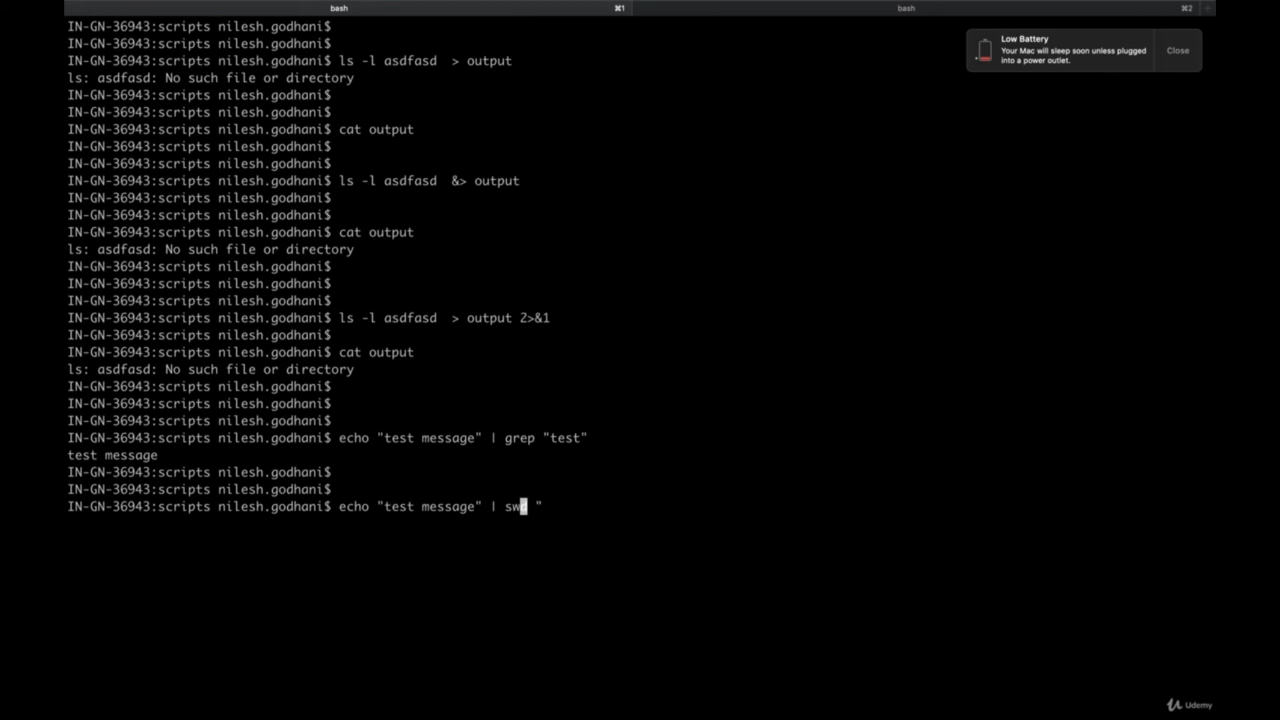 bash ⌘1 bash ⌘2 +
IN-GN-36943:scripts nilesh.godhani$
IN-GN-36943:scripts nilesh.godhani$
IN-GN-36943:scripts nilesh.godhani$ ls -l asdfasd  > output
ls: asdfasd: No such file or directory
IN-GN-36943:scripts nilesh.godhani$
IN-GN-36943:scripts nilesh.godhani$
IN-GN-36943:scripts nilesh.godhani$ cat output
IN-GN-36943:scripts nilesh.godhani$
IN-GN-36943:scripts nilesh.godhani$
IN-GN-36943:scripts nilesh.godhani$ ls -l asdfasd  &> output
IN-GN-36943:scripts nilesh.godhani$
IN-GN-36943:scripts nilesh.godhani$
IN-GN-36943:scripts nilesh.godhani$ cat output
ls: asdfasd: No such file or directory
IN-GN-36943:scripts nilesh.godhani$
IN-GN-36943:scripts nilesh.godhani$
IN-GN-36943:scripts nilesh.godhani$
IN-GN-36943:scripts nilesh.godhani$ ls -l asdfasd  > output 2>&1
IN-GN-36943:scripts nilesh.godhani$
IN-GN-36943:scripts nilesh.godhani$ cat output
ls: asdfasd: No such file or directory
IN-GN-36943:scripts nilesh.godhani$
IN-GN-36943:scripts nilesh.godhani$
IN-GN-36943:scripts nilesh.godhani$
IN-GN-36943:scripts nilesh.godhani$ echo "test message" | grep "test"
test message
IN-GN-36943:scripts nilesh.godhani$
IN-GN-36943:scripts nilesh.godhani$
IN-GN-36943:scripts nilesh.godhani$ echo "test message" | swd "
Low Battery
Your Mac will sleep soon unless plugged
into a power outlet.
Close
Udemy